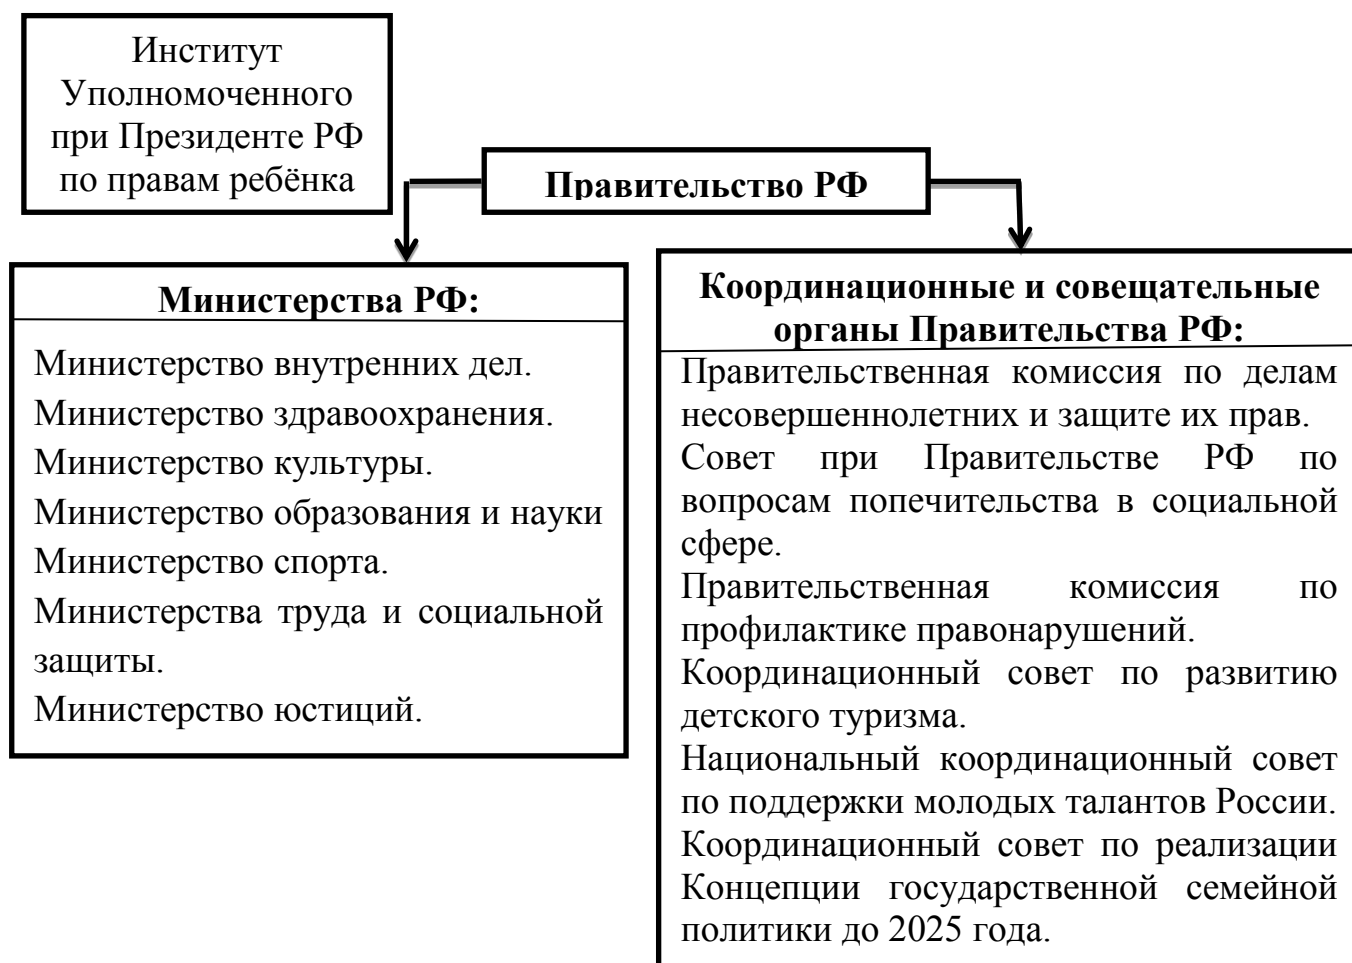 Институт
Уполномоченного
при Президенте РФ
по правам ребёнка
Правительство РФ
Министерства РФ:
Министерство внутренних дел.
Министерство здравоохранения.
Министерство культуры.
Министерство образования и науки
Министерство спорта.
Министерства труда и социальной
защиты.
Министерство юстиций.
Координационные и совещательные
органы Правительства РФ:
Правительственная комиссия по делам
несовершеннолетних и защите их прав.
Совет при Правительстве РФ по
вопросам попечительства в социальной
сфере.
Правительственная комиссия по
профилактике правонарушений.
Координационный совет по развитию
детского туризма.
Национальный координационный совет
по поддержки молодых талантов России.
Координационный совет по реализации
Концепции государственной семейной
политики до 2025 года.